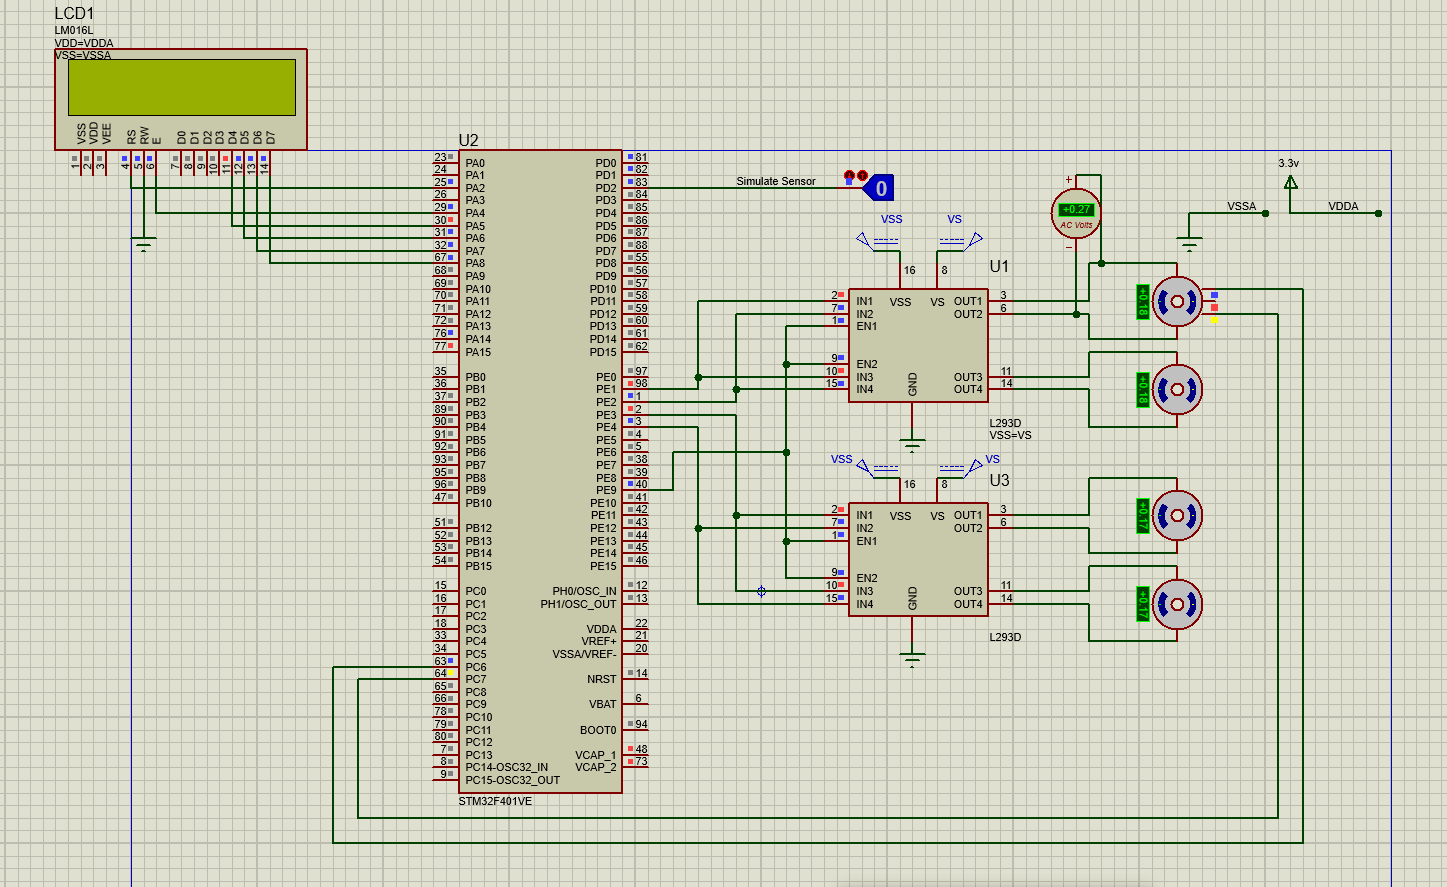 LCD1
LM016L
VDD=VDDA
VSS=VSSA
VSS VDD VEE RS RW E D0 D1 D2 D3 D4 D5 D6 D7
1 2 3 4 5 6 7 8 9 10 11 12 13 14
U2
23 PA0 PD0 81
24 PA1 PD1 82
25 PA2 PD2 83
26 PA3 PD3 84
29 PA4 PD4 85
30 PA5 PD5 86
31 PA6 PD6 87
32 PA7 PD7 88
67 PA8 PD8 55
68 PA9 PD9 56
69 PA10 PD10 57
70 PA11 PD11 58
71 PA12 PD12 59
72 PA13 PD13 60
76 PA14 PD14 61
77 PA15 PD15 62
35 PB0 PE0 97
36 PB1 PE1 98
37 PB2 PE2 1
89 PB3 PE3 2
90 PB4 PE4 3
91 PB5 PE5 4
92 PB6 PE6 5
93 PB7 PE7 38
95 PB8 PE8 39
96 PB9 PE9 40
47 PB10 PE10 41
PE11 42
51 PB12 PE12 43
52 PB13 PE13 44
53 PB14 PE14 45
54 PB15 PE15 46
15 PC0 PH0/OSC_IN 12
16 PC1 PH1/OSC_OUT 13
17 PC2
18 PC3 VDDA 22
33 PC4 VREF+ 21
34 PC5 VSSA/VREF- 20
63 PC6
64 PC7 NRST 14
65 PC8
66 PC9 VBAT 6
78 PC10
79 PC11 BOOT0 94
80 PC12
7 PC13 VCAP_1 48
8 PC14-OSC32_IN VCAP_2 73
9 PC15-OSC32_OUT
STM32F401VE
Simulate Sensor
0
VSS VS
16 8
U1
2 IN1 VSS VS OUT1 3
7 IN2 OUT2 6
1 EN1
9 EN2
10 IN3 OUT3 11
15 IN4 OUT4 14
GND
L293D
VSS=VS
VSS VS
16 8
U3
2 IN1 VSS VS OUT1 3
7 IN2 OUT2 6
1 EN1
9 EN2
10 IN3 OUT3 11
15 IN4 OUT4 14
GND
L293D
+
+0.27
AC Volts
−
3.3v
VSSA
VDDA
+0.18
+0.18
+0.17
+0.17